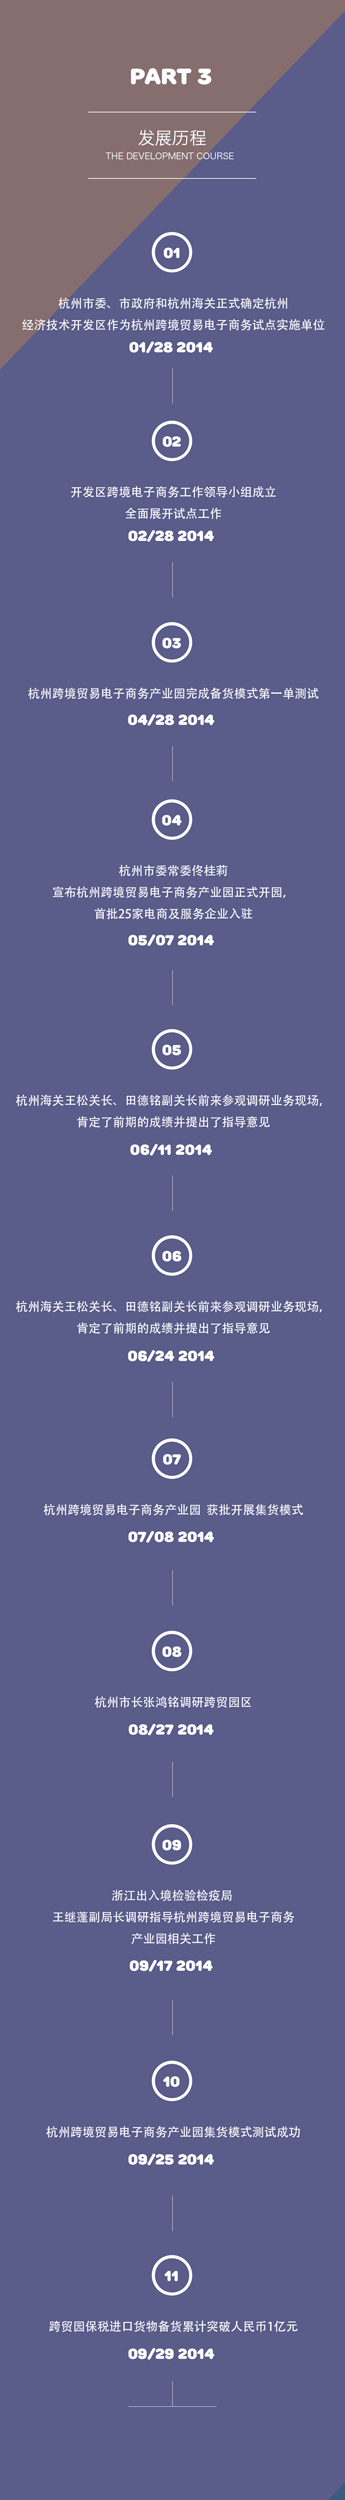 PART 3
发展历程
THE DEVELOPMENT COURSE
01
杭州市委、市政府和杭州海关正式确定杭州
经济技术开发区作为杭州跨境贸易电子商务试点实施单位
01/28 2014
02
开发区跨境电子商务工作领导小组成立
全面展开试点工作
02/28 2014
03
杭州跨境贸易电子商务产业园完成备货模式第一单测试
04/28 2014
04
杭州市委常委佟桂莉
宣布杭州跨境贸易电子商务产业园正式开园,
首批25家电商及服务企业入驻
05/07 2014
05
杭州海关王松关长、田德铭副关长前来参观调研业务现场,
肯定了前期的成绩并提出了指导意见
06/11 2014
06
杭州海关王松关长、田德铭副关长前来参观调研业务现场,
肯定了前期的成绩并提出了指导意见
06/24 2014
07
杭州跨境贸易电子商务产业园 获批开展集货模式
07/08 2014
08
杭州市长张鸿铭调研跨贸园区
08/27 2014
09
浙江出入境检验检疫局
王继蓬副局长调研指导杭州跨境贸易电子商务
产业园相关工作
09/17 2014
10
杭州跨境贸易电子商务产业园集货模式测试成功
09/25 2014
11
跨贸园保税进口货物备货累计突破人民币1亿元
09/29 2014